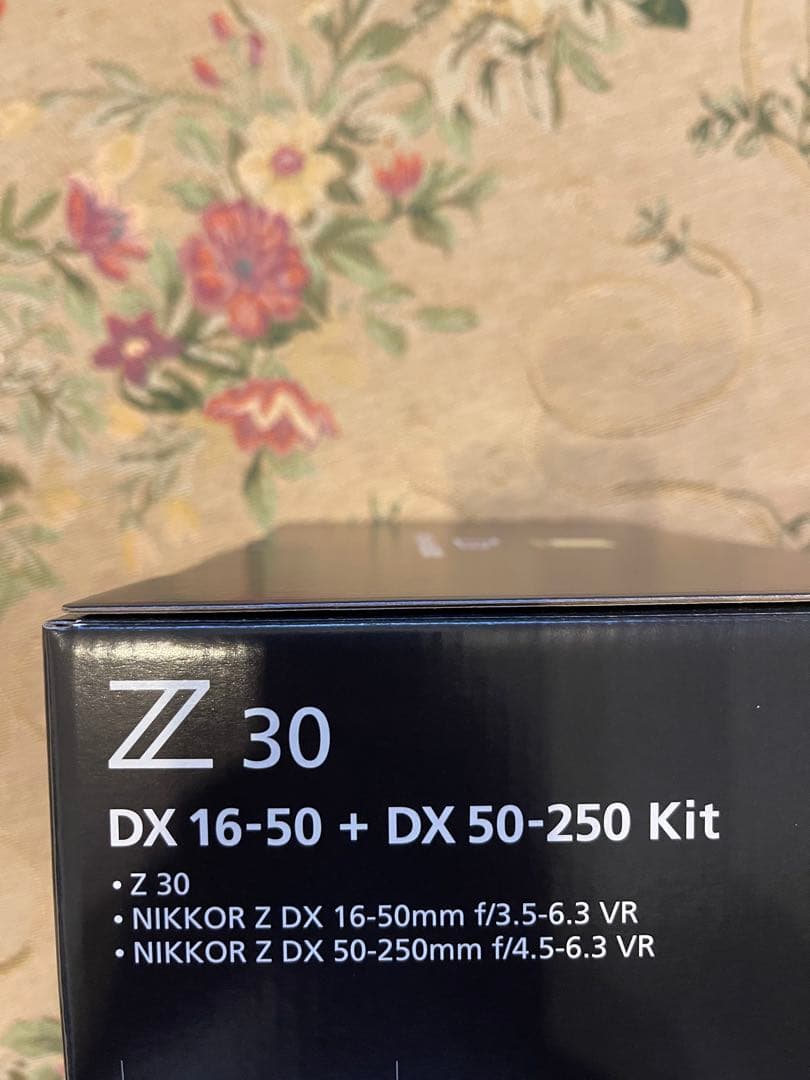 Z 30
DX 16-50 + DX 50-250 Kit
• Z 30
• NIKKOR Z DX 16-50mm f/3.5-6.3 VR
• NIKKOR Z DX 50-250mm f/4.5-6.3 VR